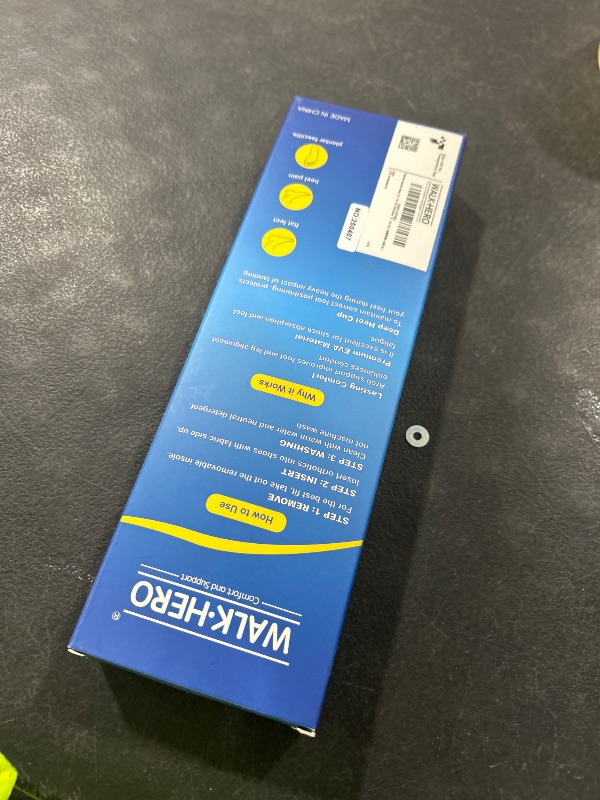 WALK·HERO®
Comfort and Support
How to Use
STEP 1: REMOVE
For the best fit, take out the removable insole.
STEP 2: INSERT
Insert orthotics into shoes with fabric side up.
STEP 3: WASHING
Clean with warm water and neutral detergent
not machine wash
Why it Works
Lasting Comfort
Arch support improves foot and leg alignment
enhances comfort
Premium EVA Material
It is excellent for shock absorption and foot
fatigue
Deep Heel Cup
To maintain correct foot positioning, protects
your heel during the heavy impact of landing
flat feet
heel pain
plantar fasciitis
MADE IN CHINA
NO:250407
WALK·HERO